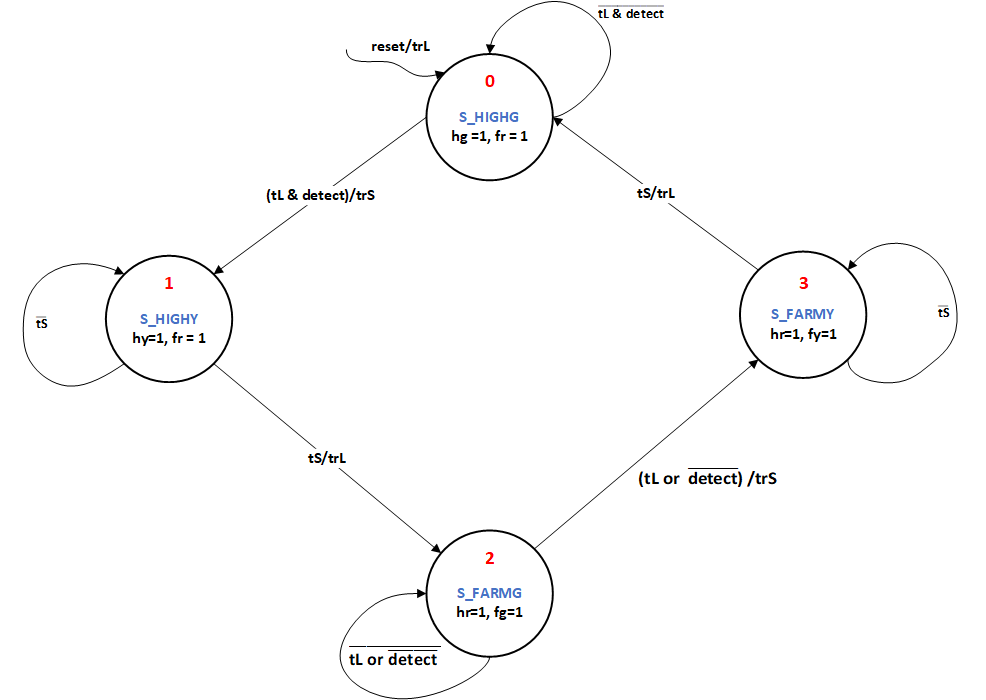 tL & detect
reset/trL
0
S_HIGHG
hg =1, fr = 1
(tL & detect)/trS
tS/trL
1
S_HIGHY
hy=1, fr = 1
tS
3
S_FARMY
hr=1, fy=1
tS
tS/trL
(tL or detect) /trS
2
S_FARMG
hr=1, fg=1
tL or detect